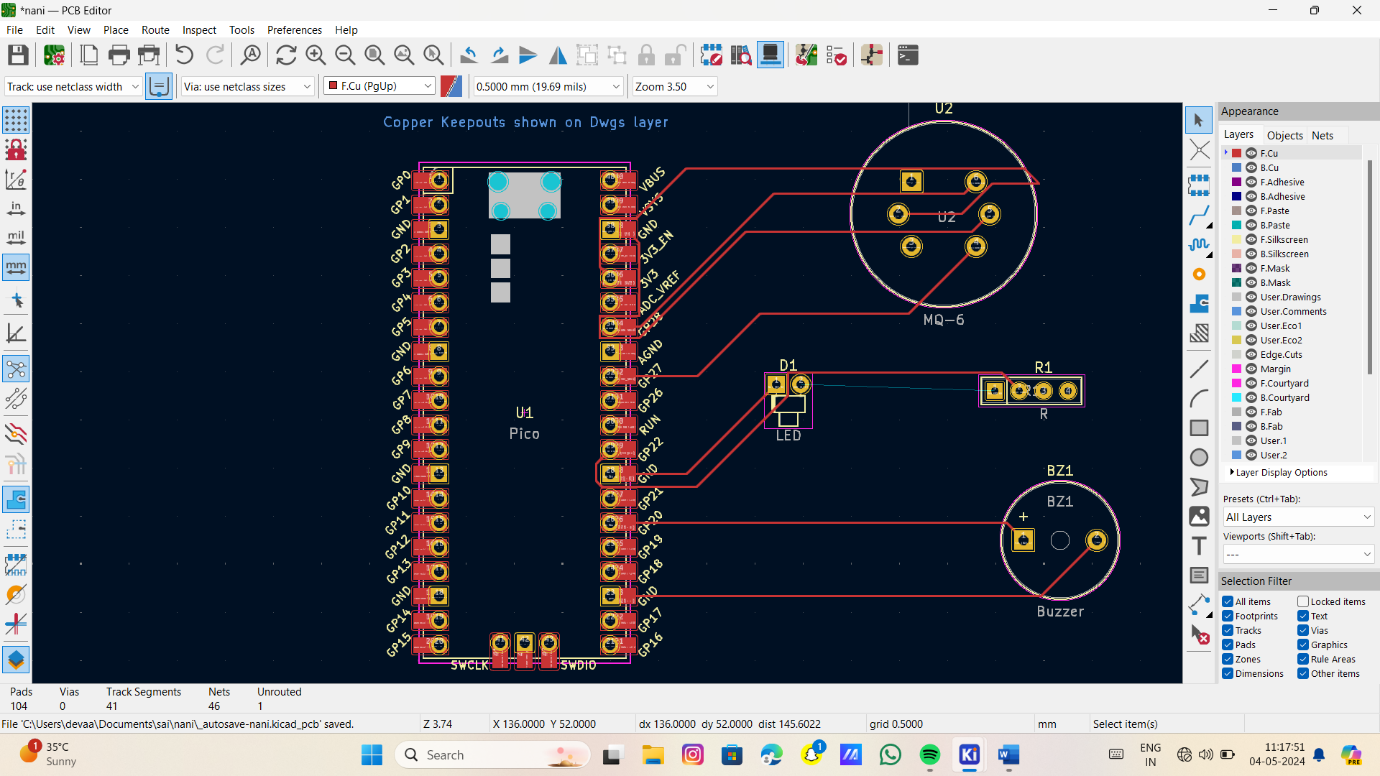 *nani — PCB Editor
File Edit View Place Route Inspect Tools Preferences Help
Track: use netclass width Via: use netclass sizes F.Cu (PgUp) 0.5000 mm (19.69 mils) Zoom 3.50
in
mil
mm
Copper Keepouts shown on Dwgs layer
GP0
GP1
GND
GP2
GP3
GP4
GP5
GND
GP6
GP7
GP8
GP9
GND
GP10
GP11
GP12
GP13
GND
GP14
GP15
SWCLK SWDIO
U1
Pico
VBUS
VSYS
GND
3V3_EN
3V3
ADC_VREF
GP28
AGND
GP27
GP26
RUN
GP22
GND
GP21
GP20
GP19
GP18
GND
GP17
GP16
U2
U2
MQ-6
D1
LED
R1
R
BZ1
BZ1
+
Buzzer
Appearance
Layers Objects Nets
F.Cu
B.Cu
F.Adhesive
B.Adhesive
F.Paste
B.Paste
F.Silkscreen
B.Silkscreen
F.Mask
B.Mask
User.Drawings
User.Comments
User.Eco1
User.Eco2
Edge.Cuts
Margin
F.Courtyard
B.Courtyard
F.Fab
B.Fab
User.1
User.2
Layer Display Options
Presets (Ctrl+Tab):
All Layers
Viewports (Shift+Tab):
---
Selection Filter
All items Locked items
Footprints Text
Tracks Vias
Pads Graphics
Zones Rule Areas
Dimensions Other items
Pads Vias Track Segments Nets Unrouted
104 0 41 46 1
File 'C:\Users\devaa\Documents\sai\nani\_autosave-nani.kicad_pcb' saved. Z 3.74 X 136.0000 Y 52.0000 dx 136.0000 dy 52.0000 dist 145.6022 grid 0.5000 mm Select item(s)
1
35°C
Sunny
Search
1
Ki
W
ENG
IN
11:17:51
04-05-2024
PRE